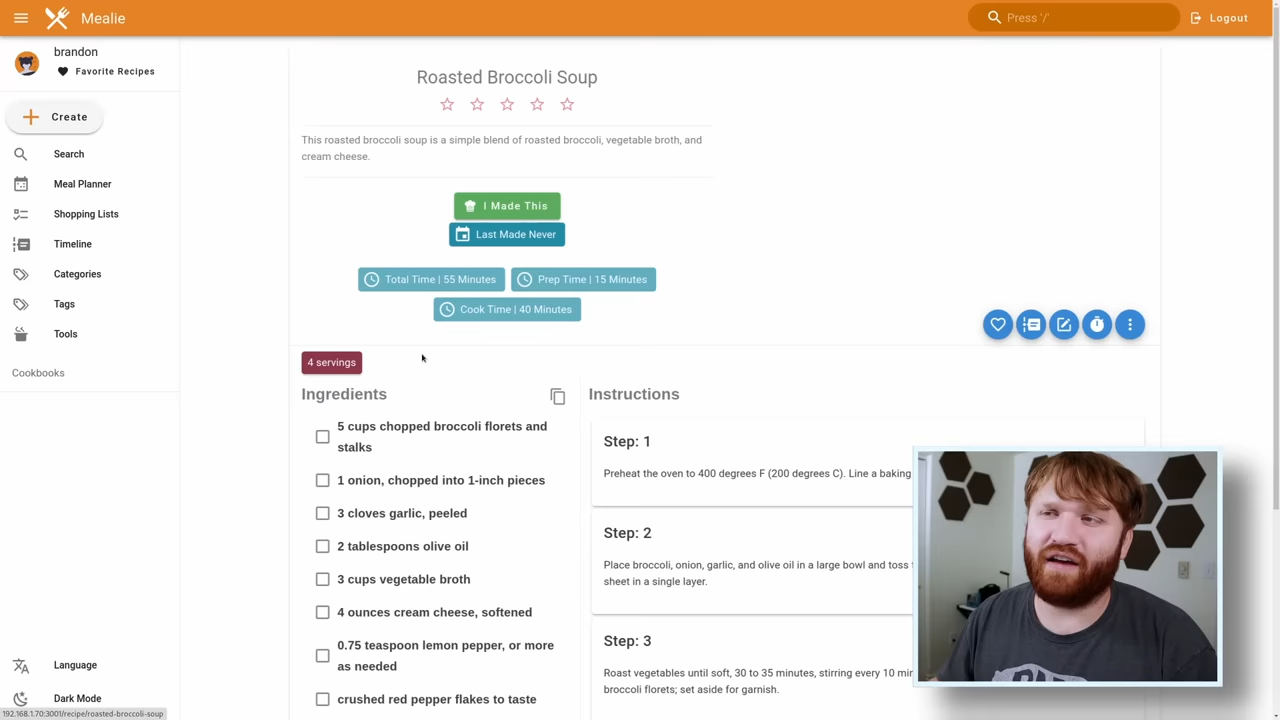 Mealie
Press '/'
Logout
brandon
Favorite Recipes
Create
Search
Meal Planner
Shopping Lists
Timeline
Categories
Tags
Tools
Cookbooks
Language
Dark Mode
192.168.1.70:3001/recipe/roasted-broccoli-soup
Roasted Broccoli Soup
This roasted broccoli soup is a simple blend of roasted broccoli, vegetable broth, and
cream cheese.
I Made This
Last Made Never
Total Time | 55 Minutes
Prep Time | 15 Minutes
Cook Time | 40 Minutes
4 servings
Ingredients
5 cups chopped broccoli florets and
stalks
1 onion, chopped into 1-inch pieces
3 cloves garlic, peeled
2 tablespoons olive oil
3 cups vegetable broth
4 ounces cream cheese, softened
0.75 teaspoon lemon pepper, or more
as needed
crushed red pepper flakes to taste
Instructions
Step: 1
Preheat the oven to 400 degrees F (200 degrees C). Line a baking
Step: 2
Place broccoli, onion, garlic, and olive oil in a large bowl and toss
sheet in a single layer.
Step: 3
Roast vegetables until soft, 30 to 35 minutes, stirring every 10
broccoli florets; set aside for garnish.